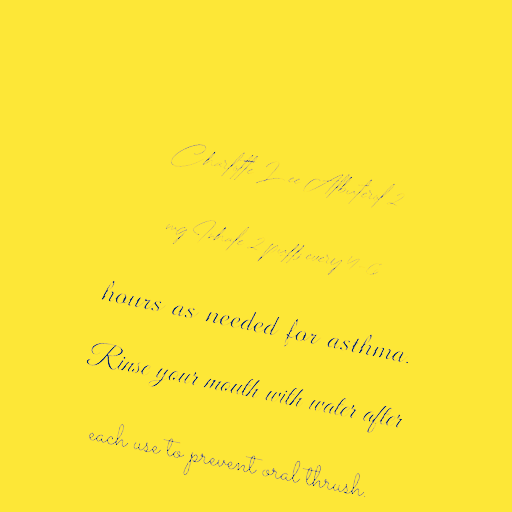 Charlotte Lee Albuterol 2
mg Inhale 2 puffs every 4-6
hours as needed for asthma.
Rinse your mouth with water after
each use to prevent oral thrush.